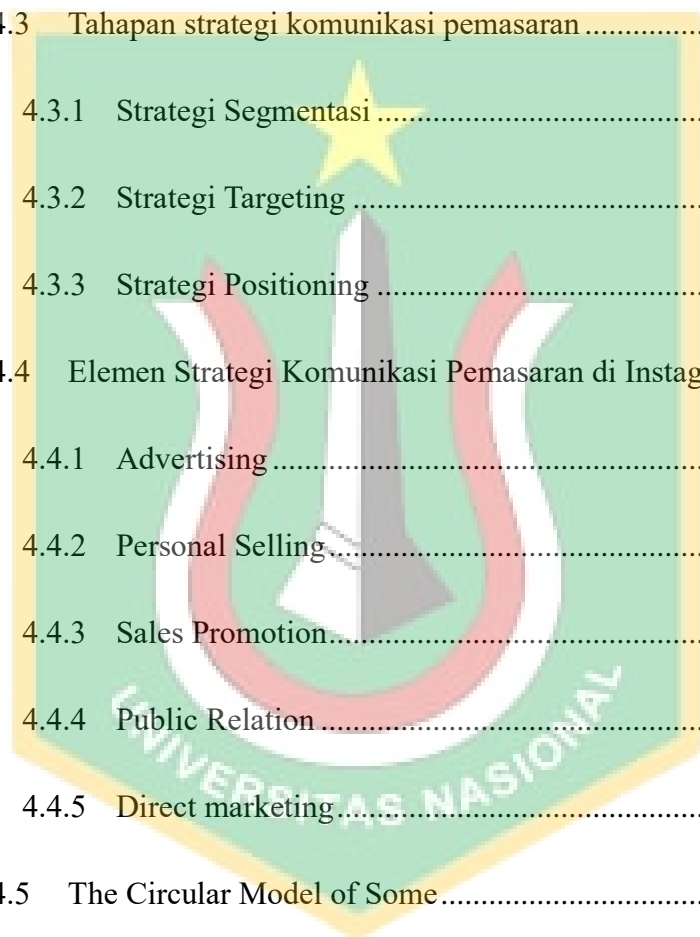 4.3 Tahapan strategi komunikasi pemasaran ....................
4.3.1 Strategi Segmentasi ....................
4.3.2 Strategi Targeting ....................
4.3.3 Strategi Positioning ....................
4.4 Elemen Strategi Komunikasi Pemasaran di Instag
4.4.1 Advertising ....................
4.4.2 Personal Selling ....................
4.4.3 Sales Promotion ....................
4.4.4 Public Relation ....................
4.4.5 Direct marketing ....................
4.5 The Circular Model of Some ....................
UNIVERSITAS NASIONAL